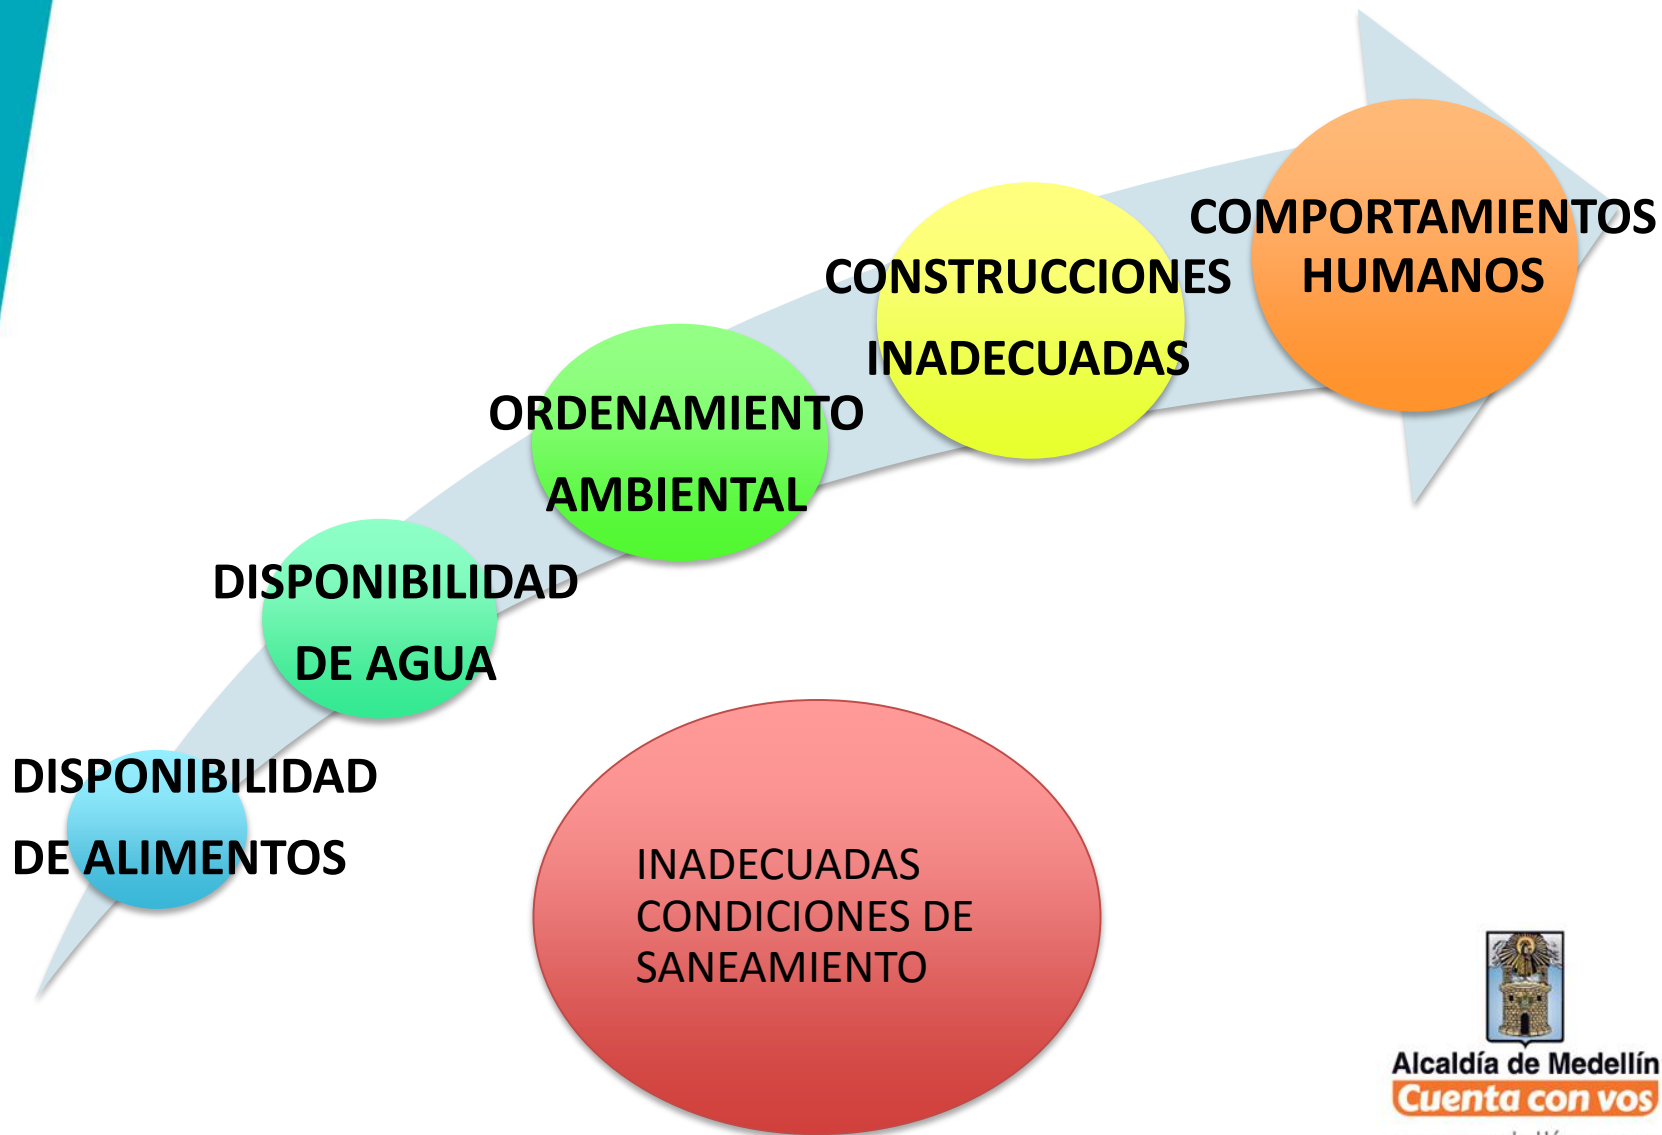 COMPORTAMIENTOS
HUMANOS
CONSTRUCCIONES
INADECUADAS
ORDENAMIENTO
AMBIENTAL
DISPONIBILIDAD
DE AGUA
DISPONIBILIDAD
DE ALIMENTOS
INADECUADAS
CONDICIONES DE
SANEAMIENTO
Alcaldía de Medellín
Cuenta con vos